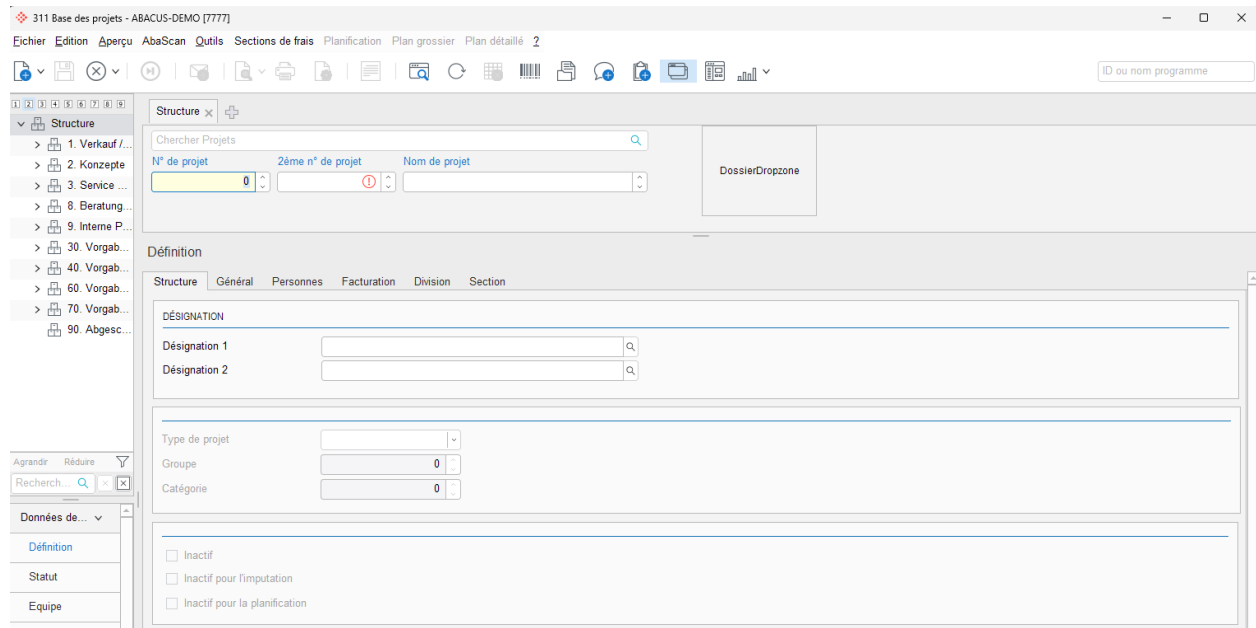 311 Base des projets - ABACUS-DEMO [7777]
Fichier Edition Aperçu AbaScan Outils Sections de frais Planification Plan grossier Plan détaillé ?
ID ou nom programme
1 2 3 4 5 6 7 8 9
Structure
1. Verkauf /...
2. Konzepte
3. Service ...
8. Beratung...
9. Interne P...
30. Vorgab...
40. Vorgab...
60. Vorgab...
70. Vorgab...
90. Abgesc...
Agrandir Réduire
Recherch...
Données de...
Définition
Statut
Equipe
Structure
Chercher Projets
N° de projet 2ème n° de projet Nom de projet
0
DossierDropzone
Définition
Structure Général Personnes Facturation Division Section
DÉSIGNATION
Désignation 1
Désignation 2
Type de projet
Groupe 0
Catégorie 0
Inactif
Inactif pour l'imputation
Inactif pour la planification